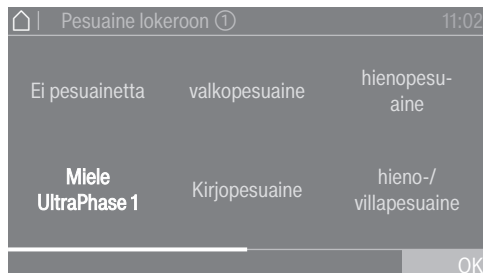 Pesuaine lokeroon ① 11:02
Ei pesuainetta valkopesuaine hienopesu-
aine
Miele
UltraPhase 1 Kirjopesuaine hieno-/
villapesuaine
OK